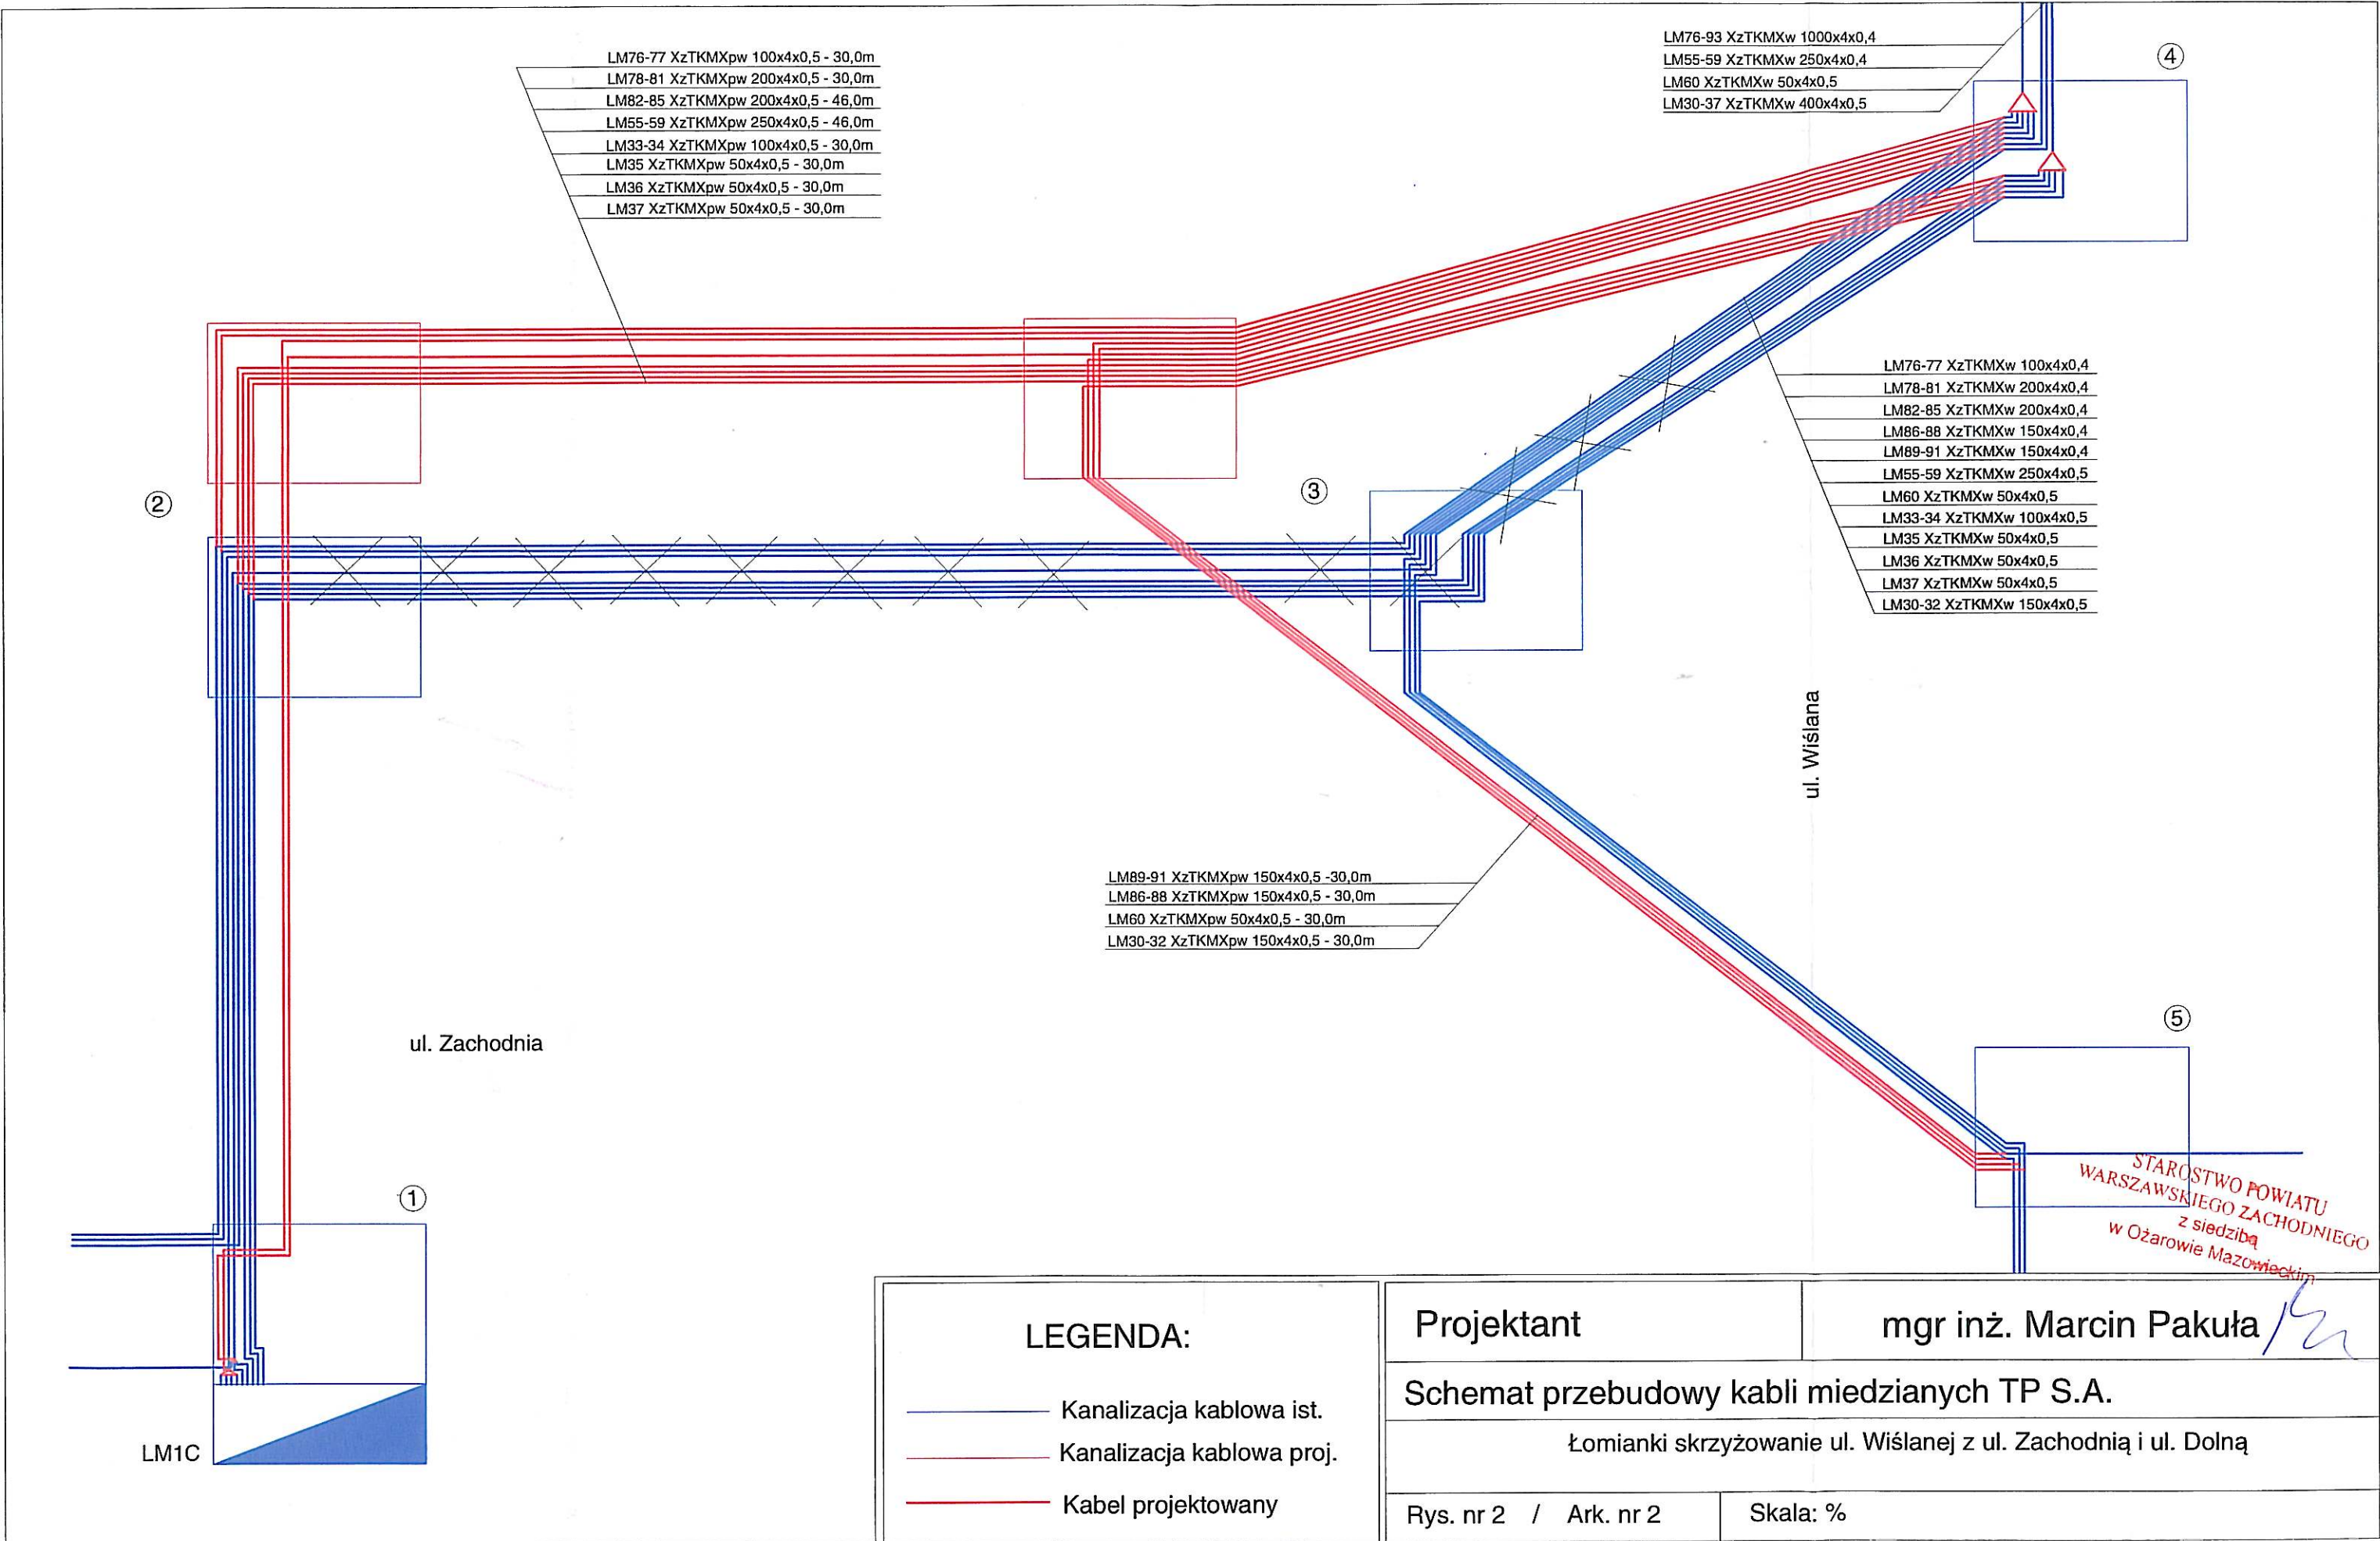 LM76-77 XzTKMXpw 100x4x0,5 - 30,0m
LM78-81 XzTKMXpw 200x4x0,5 - 30,0m
LM82-85 XzTKMXpw 200x4x0,5 - 46,0m
LM55-59 XzTKMXpw 250x4x0,5 - 46,0m
LM33-34 XzTKMXpw 100x4x0,5 - 30,0m
LM35 XzTKMXpw 50x4x0,5 - 30,0m
LM36 XzTKMXpw 50x4x0,5 - 30,0m
LM37 XzTKMXpw 50x4x0,5 - 30,0m
LM76-93 XzTKMXw 1000x4x0,4
LM55-59 XzTKMXw 250x4x0,4
LM60 XzTKMXw 50x4x0,5
LM30-37 XzTKMXw 400x4x0,5
4
LM76-77 XzTKMXw 100x4x0,4
LM78-81 XzTKMXw 200x4x0,4
LM82-85 XzTKMXw 200x4x0,4
LM86-88 XzTKMXw 150x4x0,4
LM89-91 XzTKMXw 150x4x0,4
LM55-59 XzTKMXw 250x4x0,5
LM60 XzTKMXw 50x4x0,5
LM33-34 XzTKMXw 100x4x0,5
LM35 XzTKMXw 50x4x0,5
LM36 XzTKMXw 50x4x0,5
LM37 XzTKMXw 50x4x0,5
LM30-32 XzTKMXw 150x4x0,5
2
3
ul. Wiślana
LM89-91 XzTKMXpw 150x4x0,5 -30,0m
LM86-88 XzTKMXpw 150x4x0,5 - 30,0m
LM60 XzTKMXpw 50x4x0,5 - 30,0m
LM30-32 XzTKMXpw 150x4x0,5 - 30,0m
ul. Zachodnia
5
1
STAROSTWO POWIATU
WARSZAWSKIEGO ZACHODNIEGO
z siedzibą
w Ożarowie Mazowieckim
LM1C
LEGENDA:
Kanalizacja kablowa ist.
Kanalizacja kablowa proj.
Kabel projektowany
Projektant
mgr inż. Marcin Pakuła
Schemat przebudowy kabli miedzianych TP S.A.
Łomianki skrzyżowanie ul. Wiślanej z ul. Zachodnią i ul. Dolną
Rys. nr 2 / Ark. nr 2
Skala: %